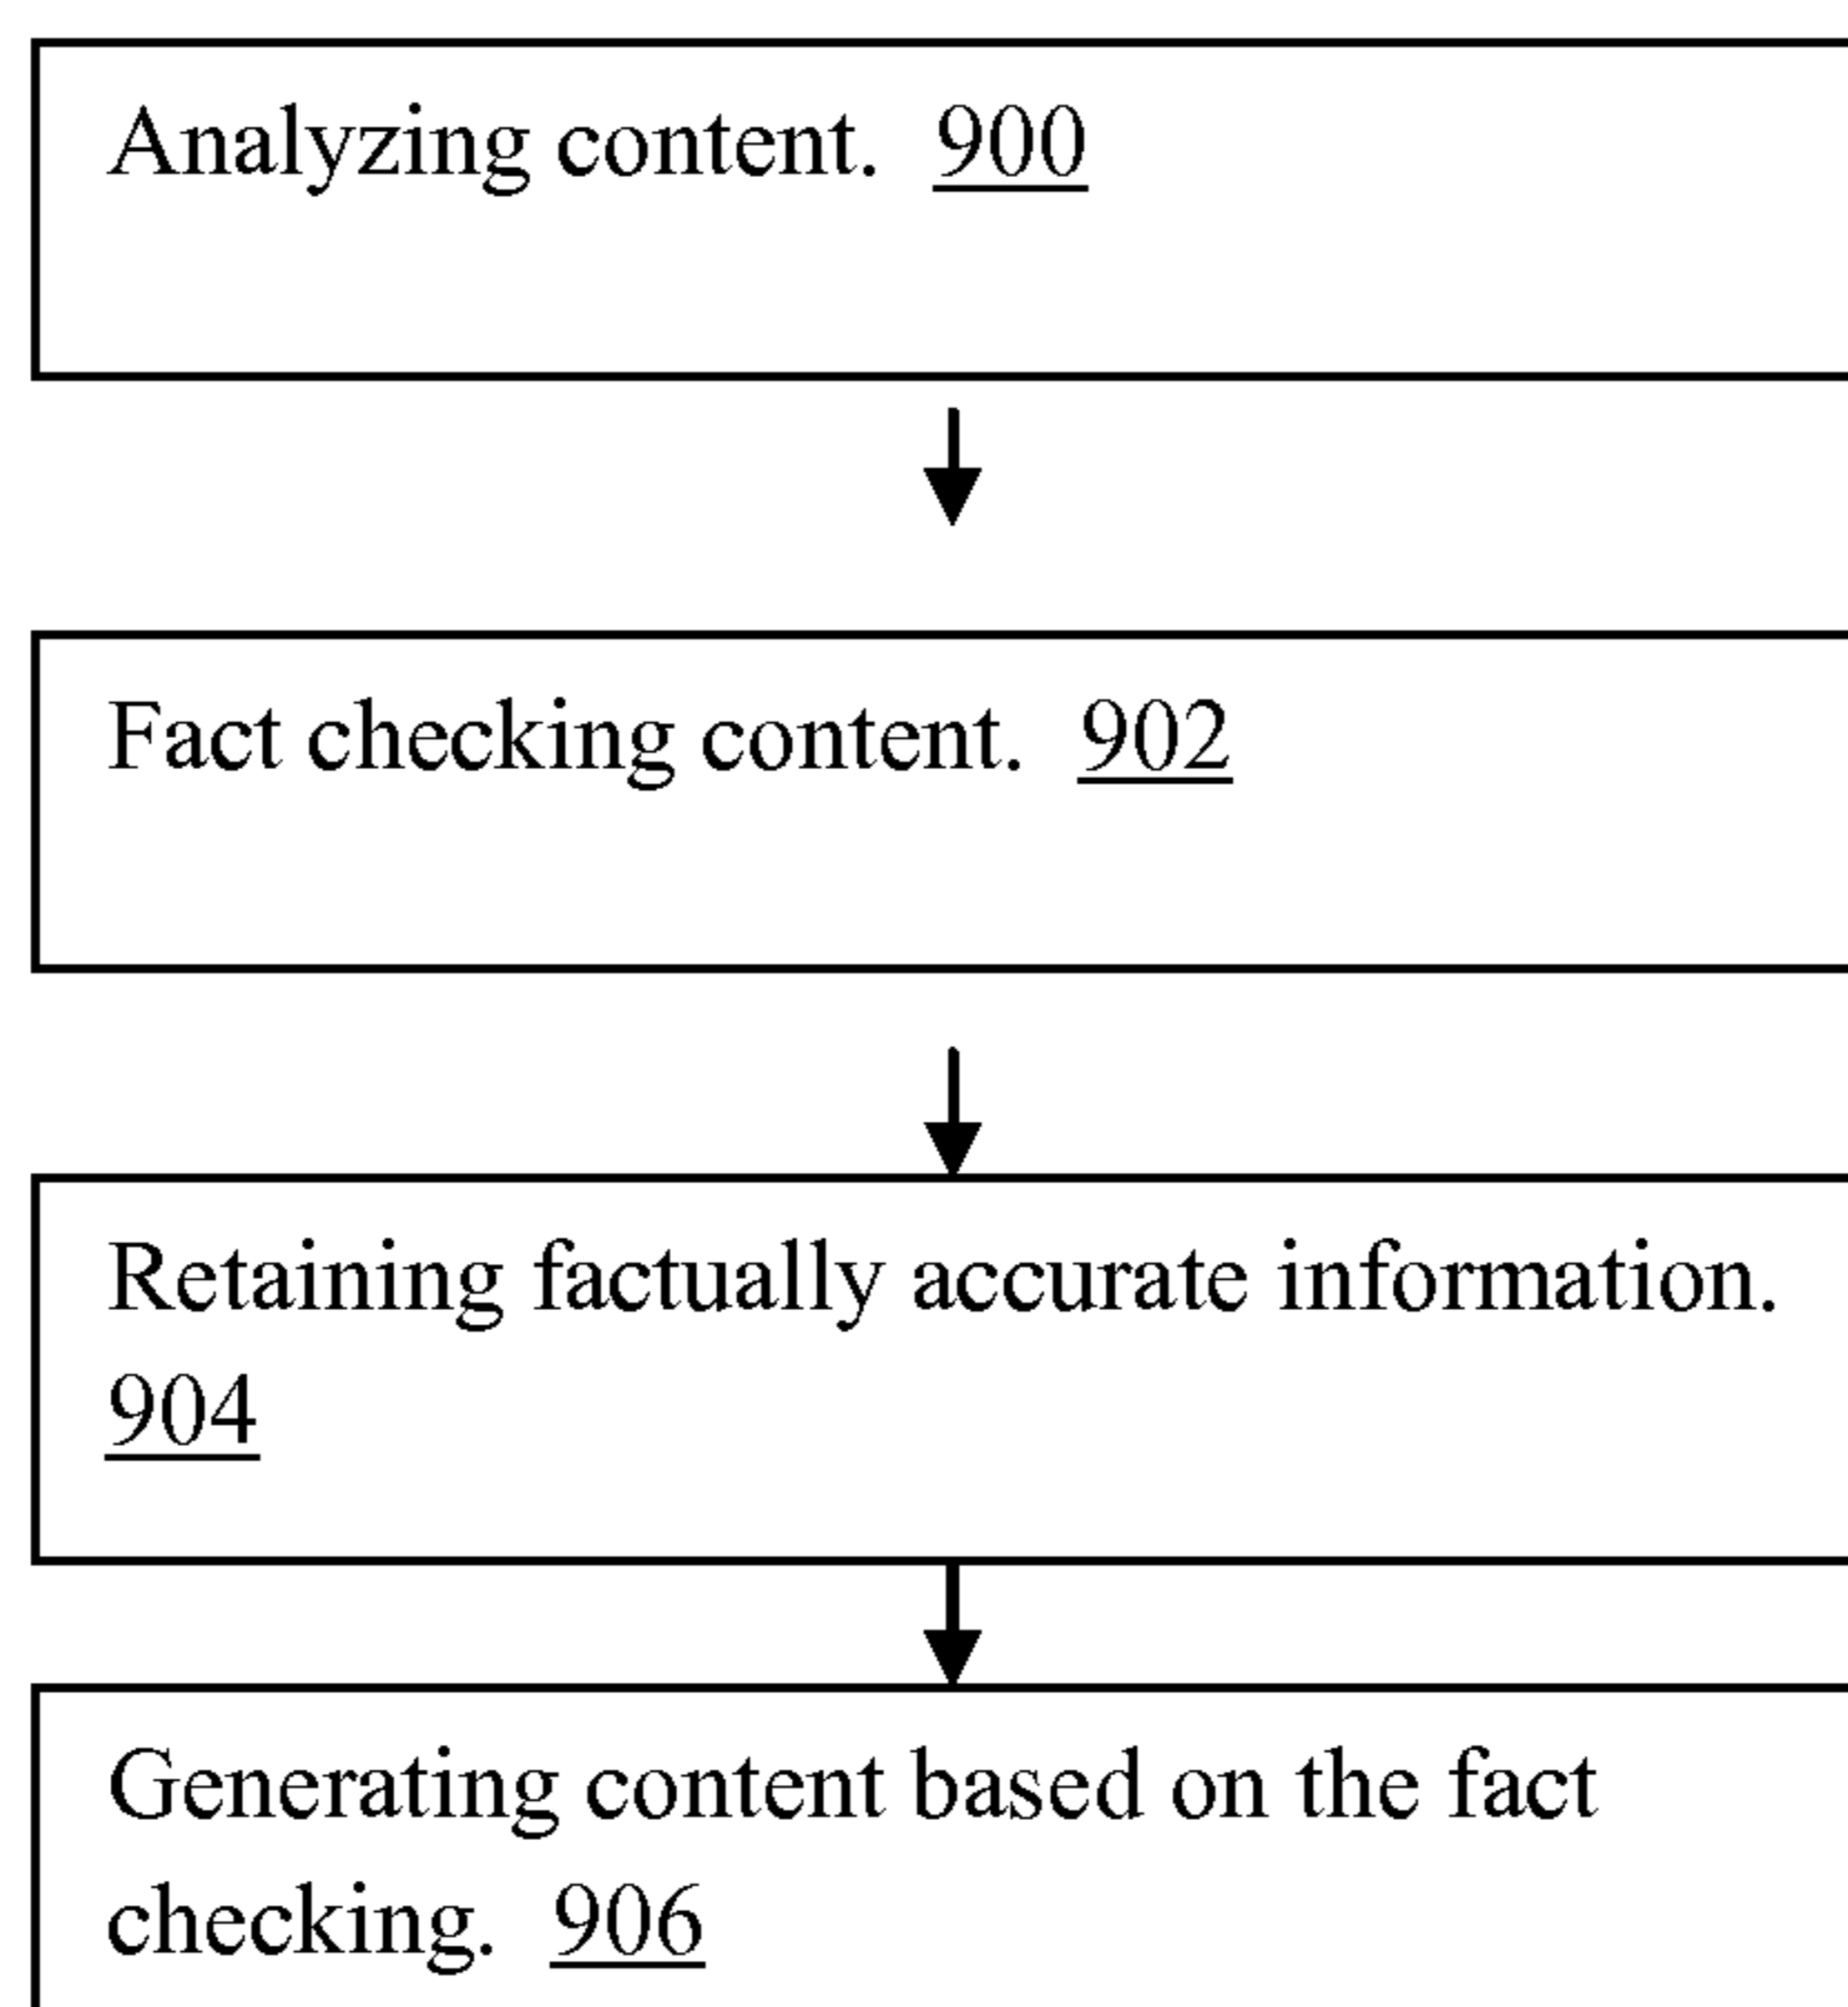 Analyzing content. 900
Fact checking content. 902
Retaining factually accurate information.
904
Generating content based on the fact
checking. 906